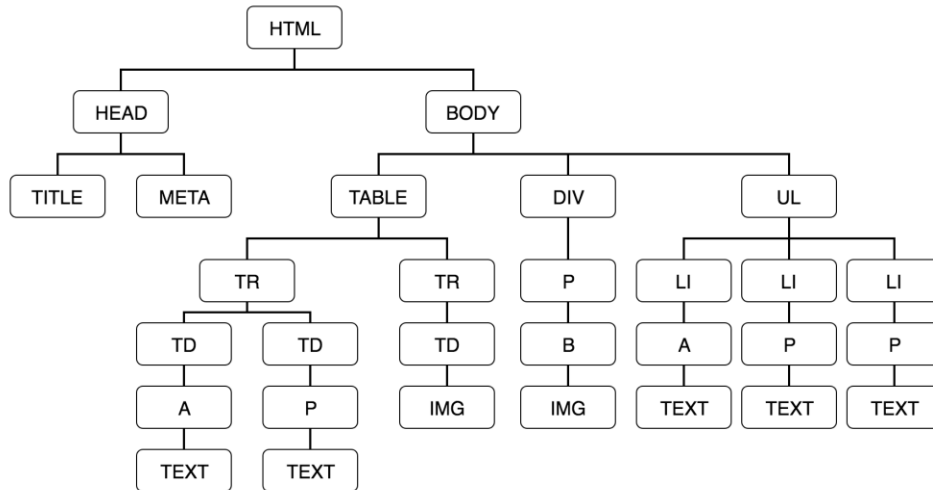 HTML
HEAD BODY
TITLE META TABLE DIV UL
TR TR P LI LI LI
TD TD TD B A P P
A P IMG IMG TEXT TEXT TEXT
TEXT TEXT